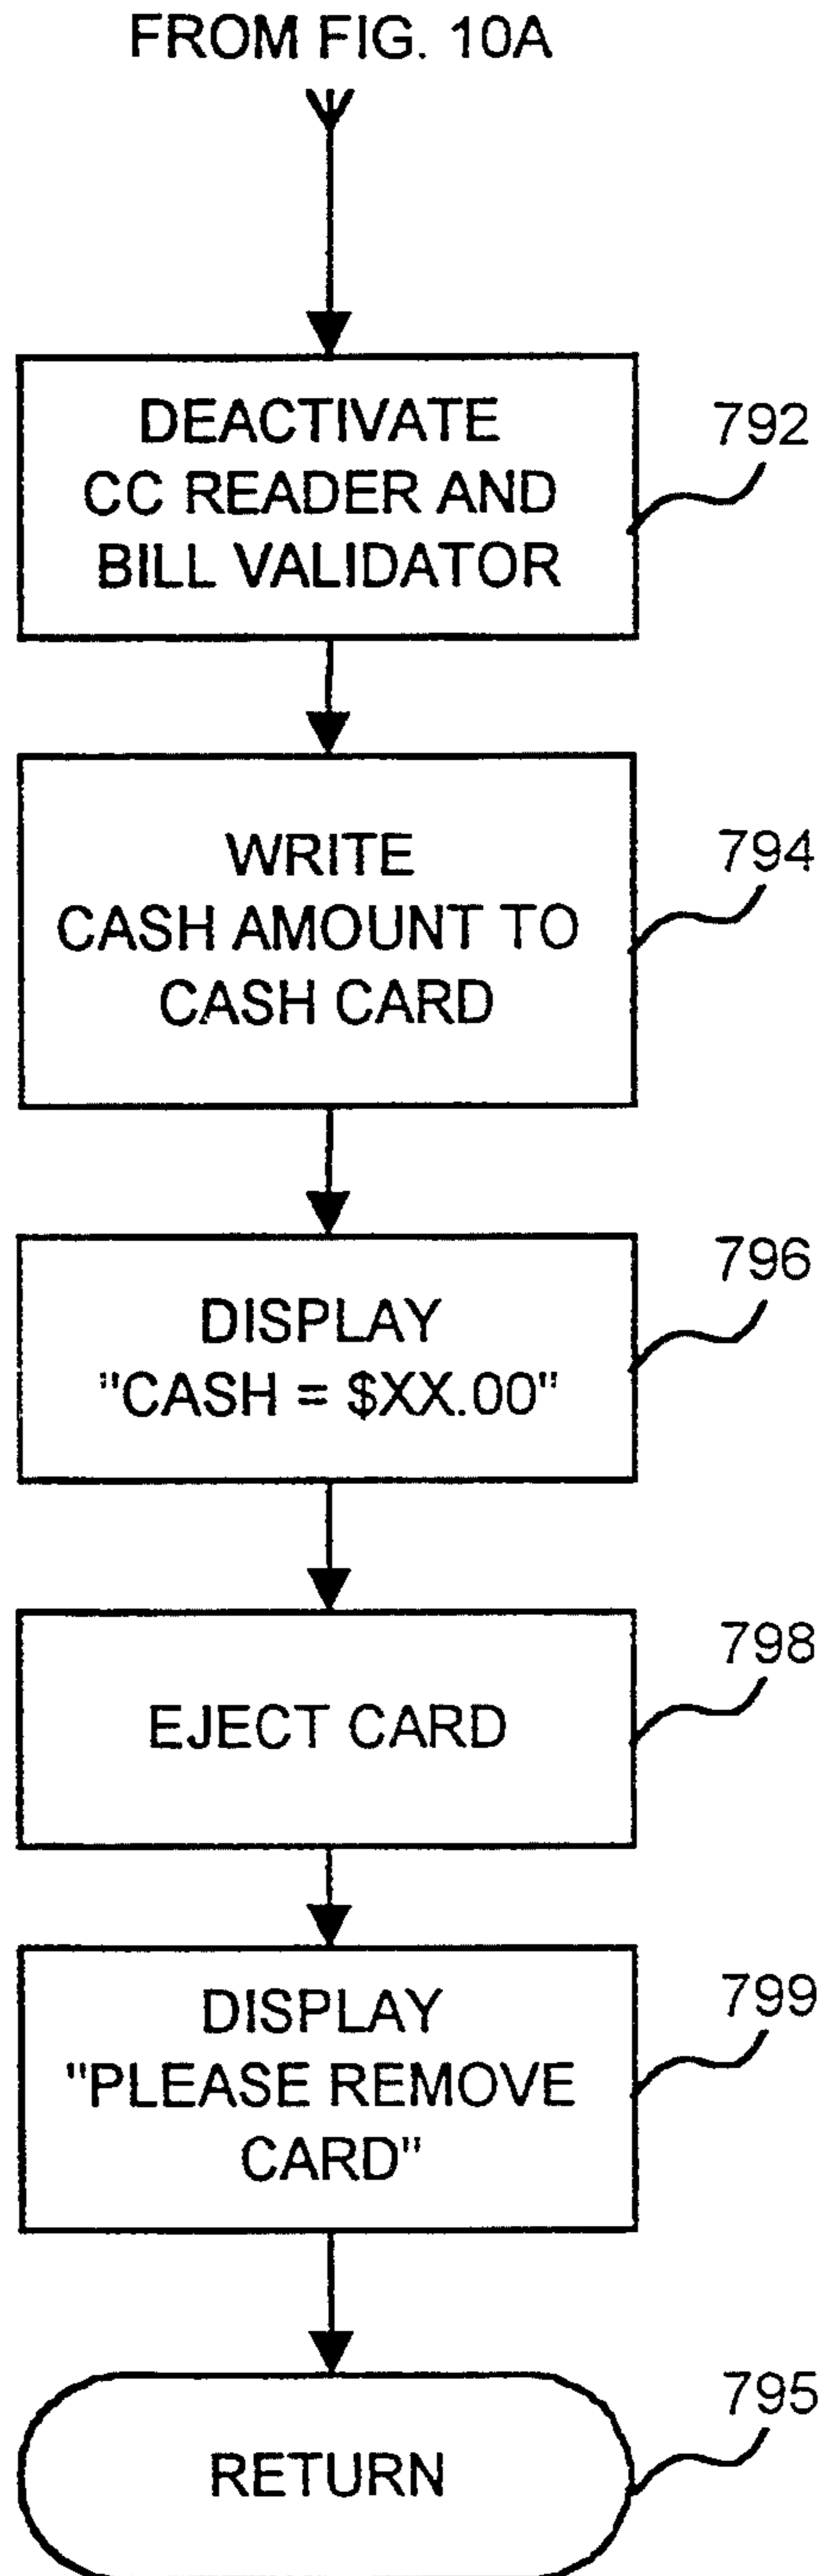 FROM FIG. 10A
DEACTIVATE
CC READER AND
BILL VALIDATOR
792
WRITE
CASH AMOUNT TO
CASH CARD
794
DISPLAY
"CASH = $XX.00"
796
EJECT CARD
798
DISPLAY
"PLEASE REMOVE
CARD"
799
RETURN
795